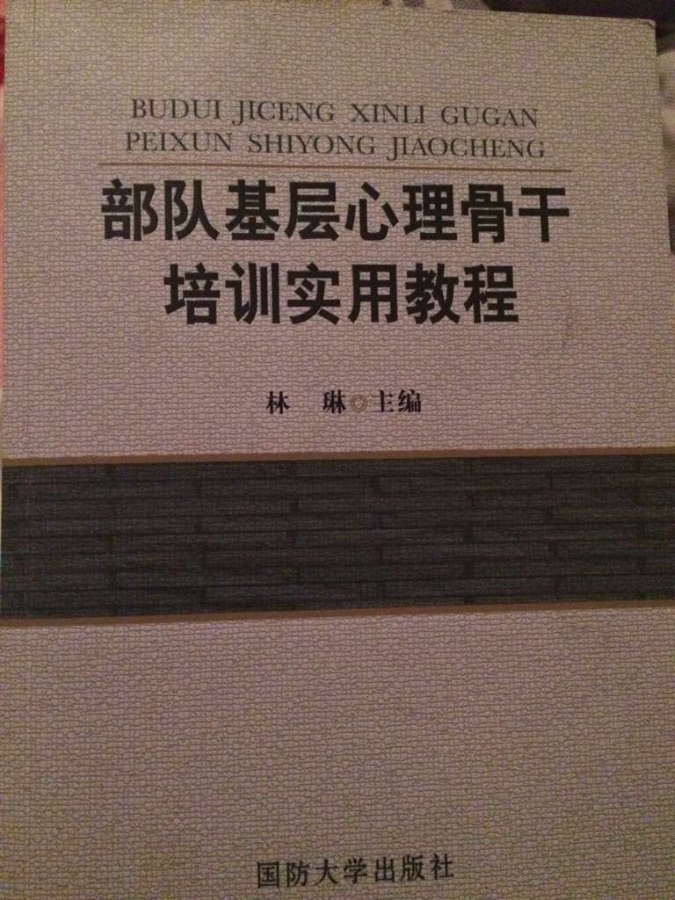 BUDUI JICENG XINLI GUGAN
PEIXUN SHIYONG JIAOCHENG
部队基层心理骨干
培训实用教程
林 琳◎主编
国防大学出版社